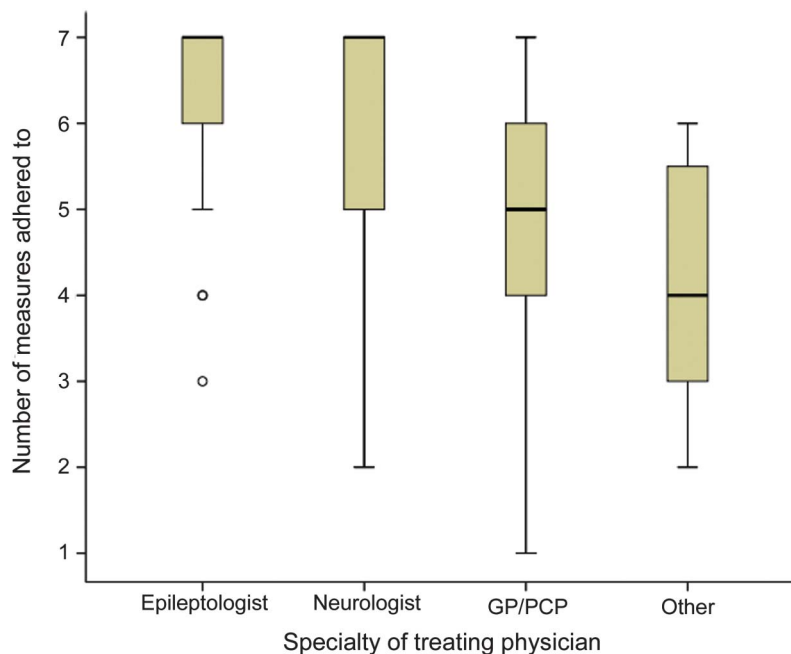 Number of measures adhered to
7
6
5
4
3
2
1
Epileptologist Neurologist GP/PCP Other
Specialty of treating physician